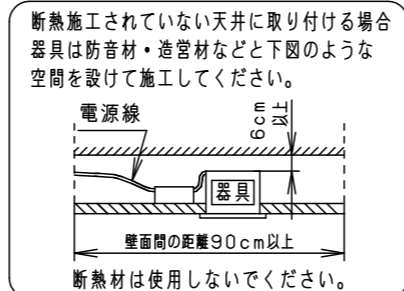 断熱施工されていない天井に取り付ける場合
器具は防音材・造営材などと下図のような
空間を設けて施工してください。
電源線
6cm
以上
器具
壁面間の距離90cm以上
断熱材は使用しないでください。